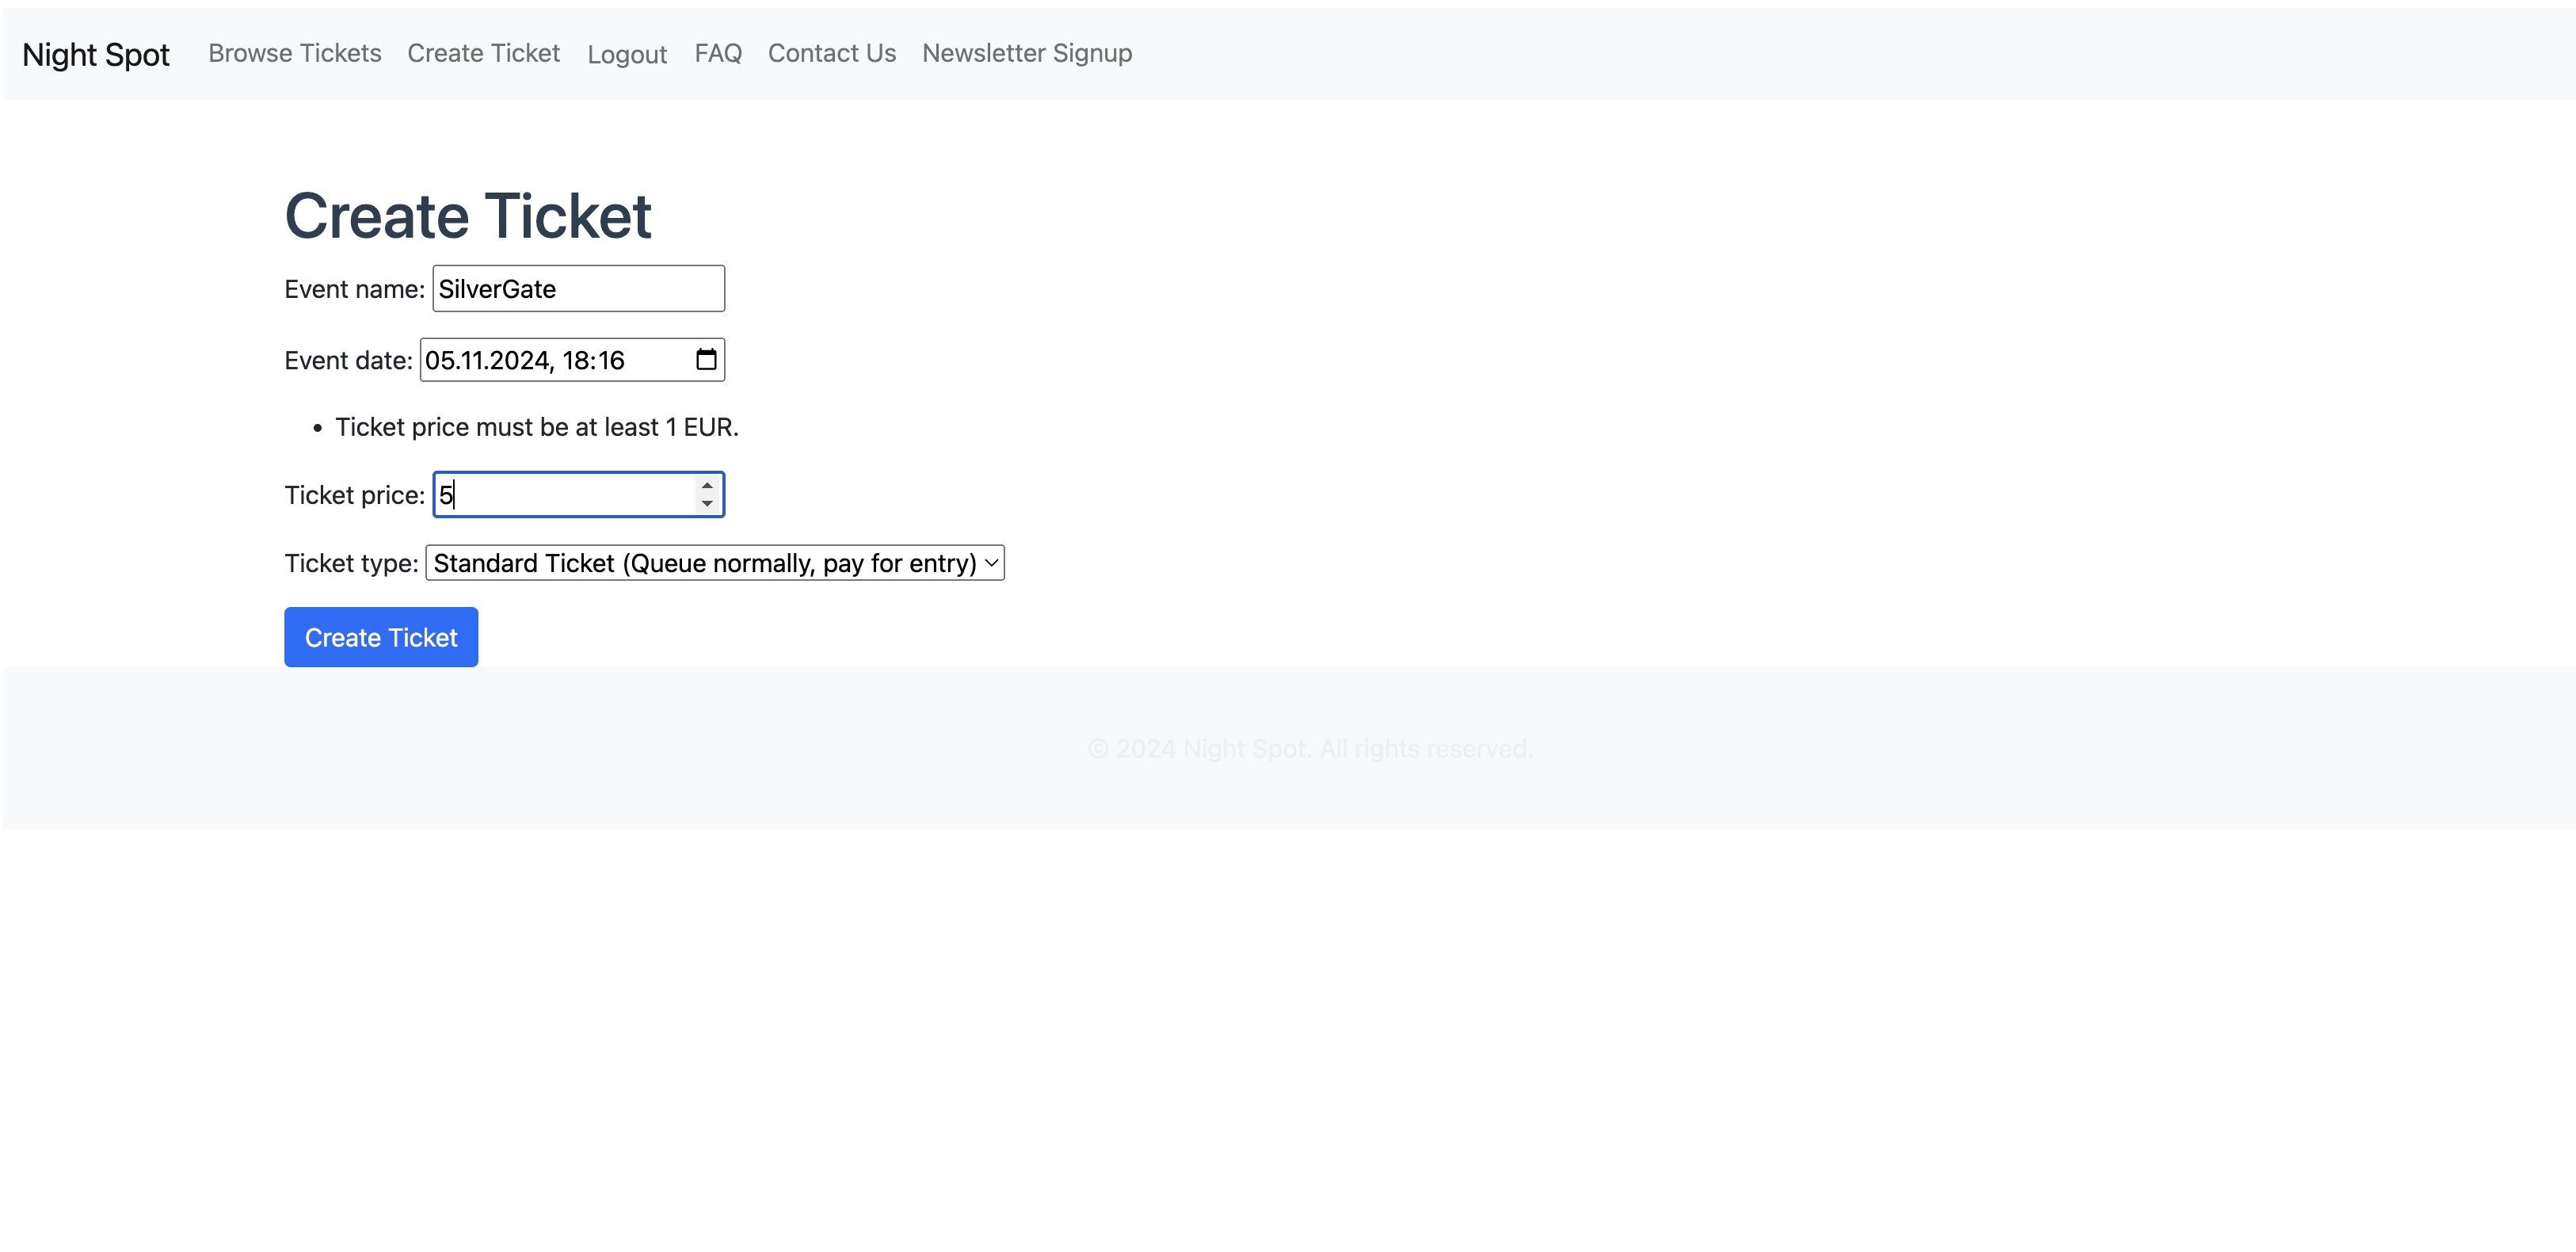 Night Spot Browse Tickets Create Ticket Logout FAQ Contact Us Newsletter Signup
Create Ticket
Event name: SilverGate
Event date: 05.11.2024, 18:16
• Ticket price must be at least 1 EUR.
Ticket price: 5
Ticket type: Standard Ticket (Queue normally, pay for entry)
Create Ticket
© 2024 Night Spot. All rights reserved.